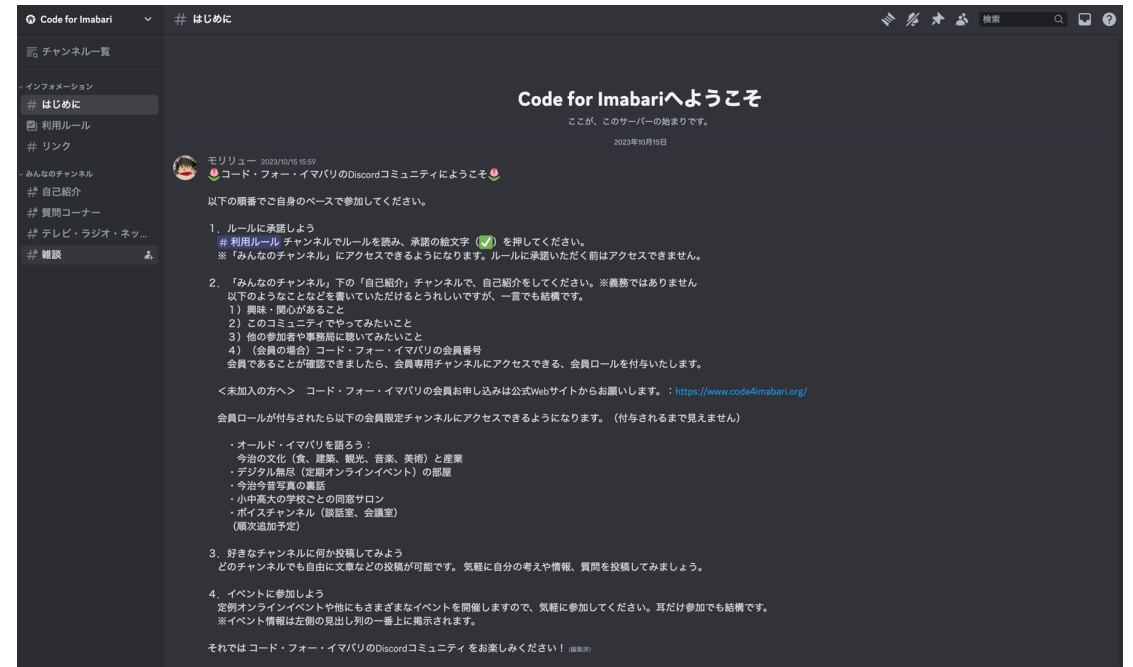 Code for Imabari
# はじめに
検索
チャンネル一覧
インフォメーション
# はじめに
利用ルール
# リンク
みんなのチャンネル
自己紹介
質問コーナー
テレビ・ラジオ・ネッ...
雑談
Code for Imabariへようこそ
ここが、このサーバーの始まりです。
2023年10月15日
モリリュー 2023/10/15 15:59
🌷コード・フォー・イマバリのDiscordコミュニティにようこそ🌷
以下の順番でご自身のペースで参加してください。
1．ルールに承諾しよう
# 利用ルール チャンネルでルールを読み、承諾の絵文字（✅）を押してください。
※「みんなのチャンネル」にアクセスできるようになります。ルールに承諾いただく前はアクセスできません。
2．「みんなのチャンネル」下の「自己紹介」チャンネルで、自己紹介をしてください。※義務ではありません
以下のようなことなどを書いていただけるとうれしいですが、一言でも結構です。
1）興味・関心があること
2）このコミュニティでやってみたいこと
3）他の参加者や事務局に聴いてみたいこと
4）（会員の場合）コード・フォー・イマバリの会員番号
会員であることが確認できましたら、会員専用チャンネルにアクセスできる、会員ロールを付与いたします。
＜未加入の方へ＞　コード・フォー・イマバリの会員お申し込みは公式Webサイトからお願いします。：https://www.code4imabari.org/
会員ロールが付与されたら以下の会員限定チャンネルにアクセスできるようになります。（付与されるまで見えません）
・オールド・イマバリを語ろう：
今治の文化（食、建築、観光、音楽、美術）と産業
・デジタル無尽（定期オンラインイベント）の部屋
・今治今昔写真の裏話
・小中高大の学校ごとの同窓サロン
・ボイスチャンネル（談話室、会議室）
（順次追加予定）
3．好きなチャンネルに何か投稿してみよう
どのチャンネルでも自由に文章などの投稿が可能です。 気軽に自分の考えや情報、質問を投稿してみましょう。
4．イベントに参加しよう
定例オンラインイベントや他にもさまざまなイベントを開催しますので、気軽に参加してください。耳だけ参加でも結構です。
※イベント情報は左側の見出し列の一番上に掲示されます。
それでは コード・フォー・イマバリのDiscordコミュニティ をお楽しみください！ (編集済)